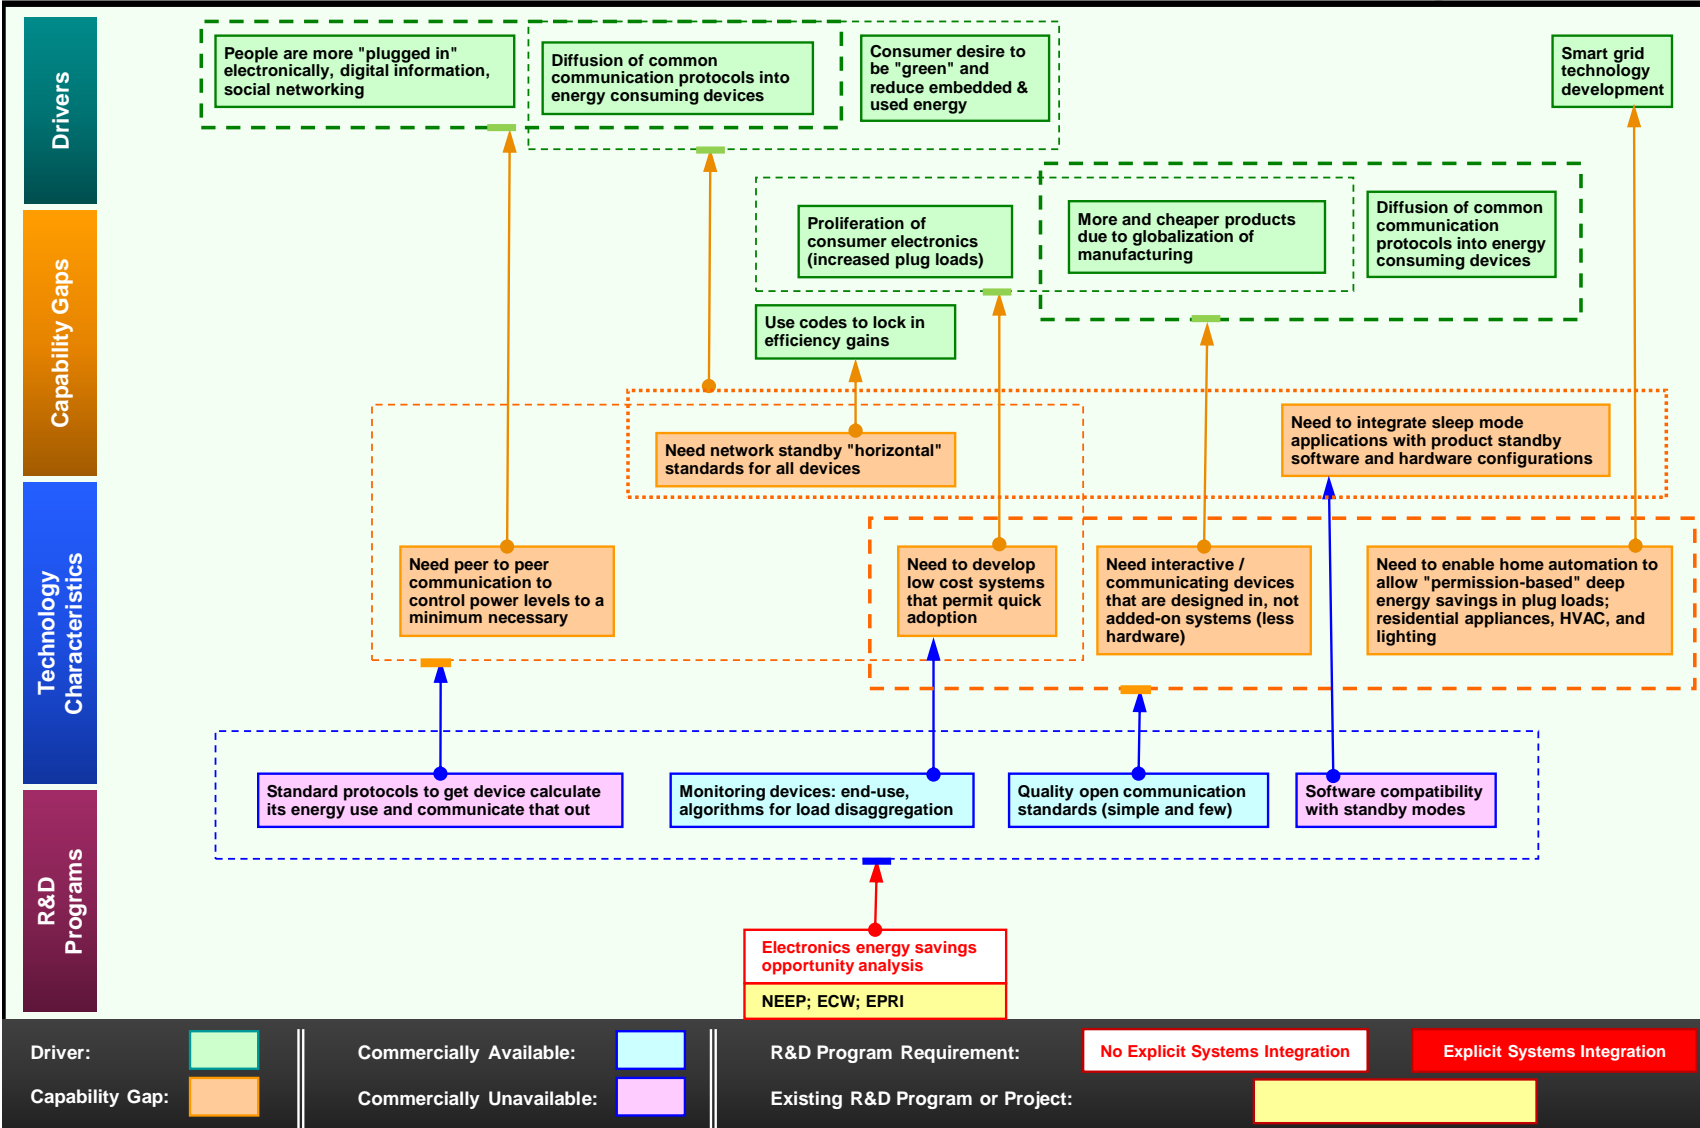 Drivers
People are more "plugged in"
electronically, digital information,
social networking
Diffusion of common
communication protocols into
energy consuming devices
Consumer desire to
be "green" and
reduce embedded &
used energy
Smart grid
technology
development
Capability Gaps
Proliferation of
consumer electronics
(increased plug loads)
More and cheaper products
due to globalization of
manufacturing
Diffusion of common
communication
protocols into energy
consuming devices
Use codes to lock in
efficiency gains
Need network standby "horizontal"
standards for all devices
Need to integrate sleep mode
applications with product standby
software and hardware configurations
Technology
Characteristics
Need peer to peer
communication to
control power levels to a
minimum necessary
Need to develop
low cost systems
that permit quick
adoption
Need interactive /
communicating devices
that are designed in, not
added-on systems (less
hardware)
Need to enable home automation to
allow "permission-based" deep
energy savings in plug loads;
residential appliances, HVAC, and
lighting
Standard protocols to get device calculate
its energy use and communicate that out
Monitoring devices: end-use,
algorithms for load disaggregation
Quality open communication
standards (simple and few)
Software compatibility
with standby modes
R&D
Programs
Electronics energy savings
opportunity analysis
NEEP; ECW; EPRI
Driver:
Capability Gap:
Commercially Available:
Commercially Unavailable:
R&D Program Requirement:
No Explicit Systems Integration
Explicit Systems Integration
Existing R&D Program or Project: